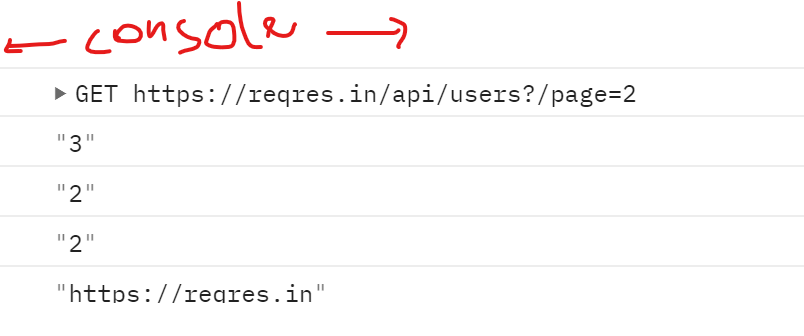 console
GET https://reqres.in/api/users?/page=2
"3"
"2"
"2"
"https://reqres.in"